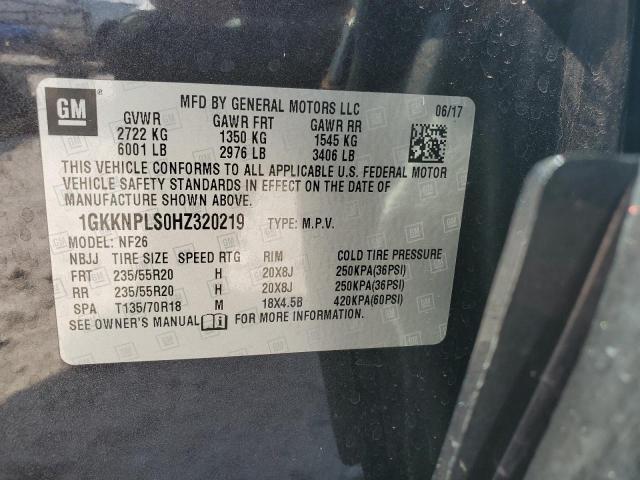 GM ®
MFD BY GENERAL MOTORS LLC 06/17
GVWR GAWR FRT GAWR RR
2722 KG 1350 KG 1545 KG
6001 LB 2976 LB 3406 LB
THIS VEHICLE CONFORMS TO ALL APPLICABLE U.S. FEDERAL MOTOR
VEHICLE SAFETY STANDARDS IN EFFECT ON THE DATE OF
MANUFACTURE SHOWN ABOVE.
1GKKNPLS0HZ320219 TYPE: M.P.V.
MODEL: NF26
NBJJ TIRE SIZE SPEED RTG RIM COLD TIRE PRESSURE
FRT 235/55R20 H 20X8J 250KPA(36PSI)
RR 235/55R20 H 20X8J 250KPA(36PSI)
SPA T135/70R18 M 18X4.5B 420KPA(60PSI)
SEE OWNER'S MANUAL FOR MORE INFORMATION.